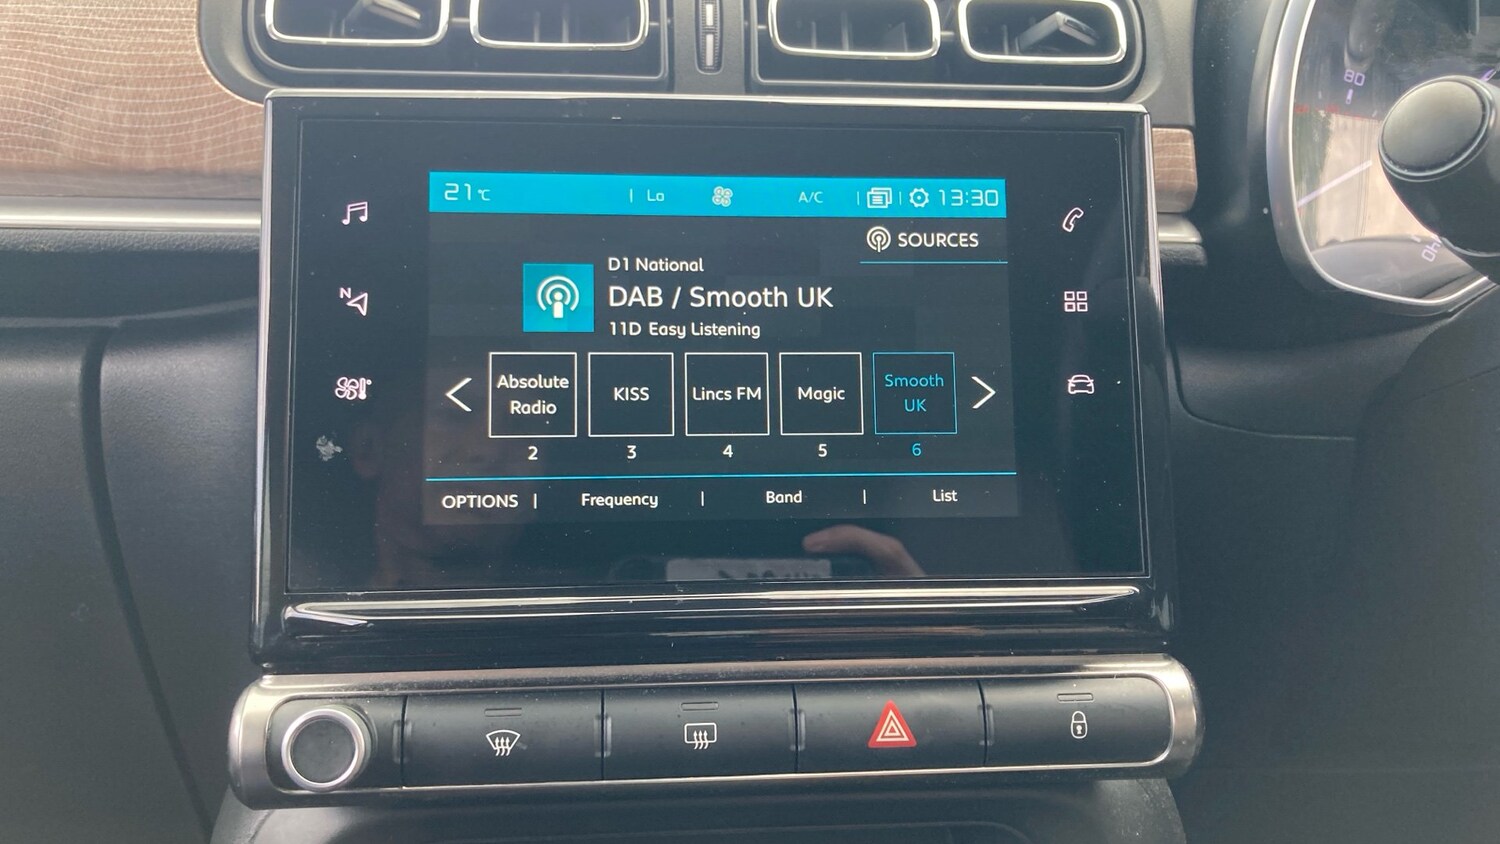 21°C | Lo A/C | | 13:30
SOURCES
D1 National
DAB / Smooth UK
11D Easy Listening
Absolute Radio
KISS
Lincs FM
Magic
Smooth UK
2 3 4 5 6
OPTIONS | Frequency | Band | List
N
80